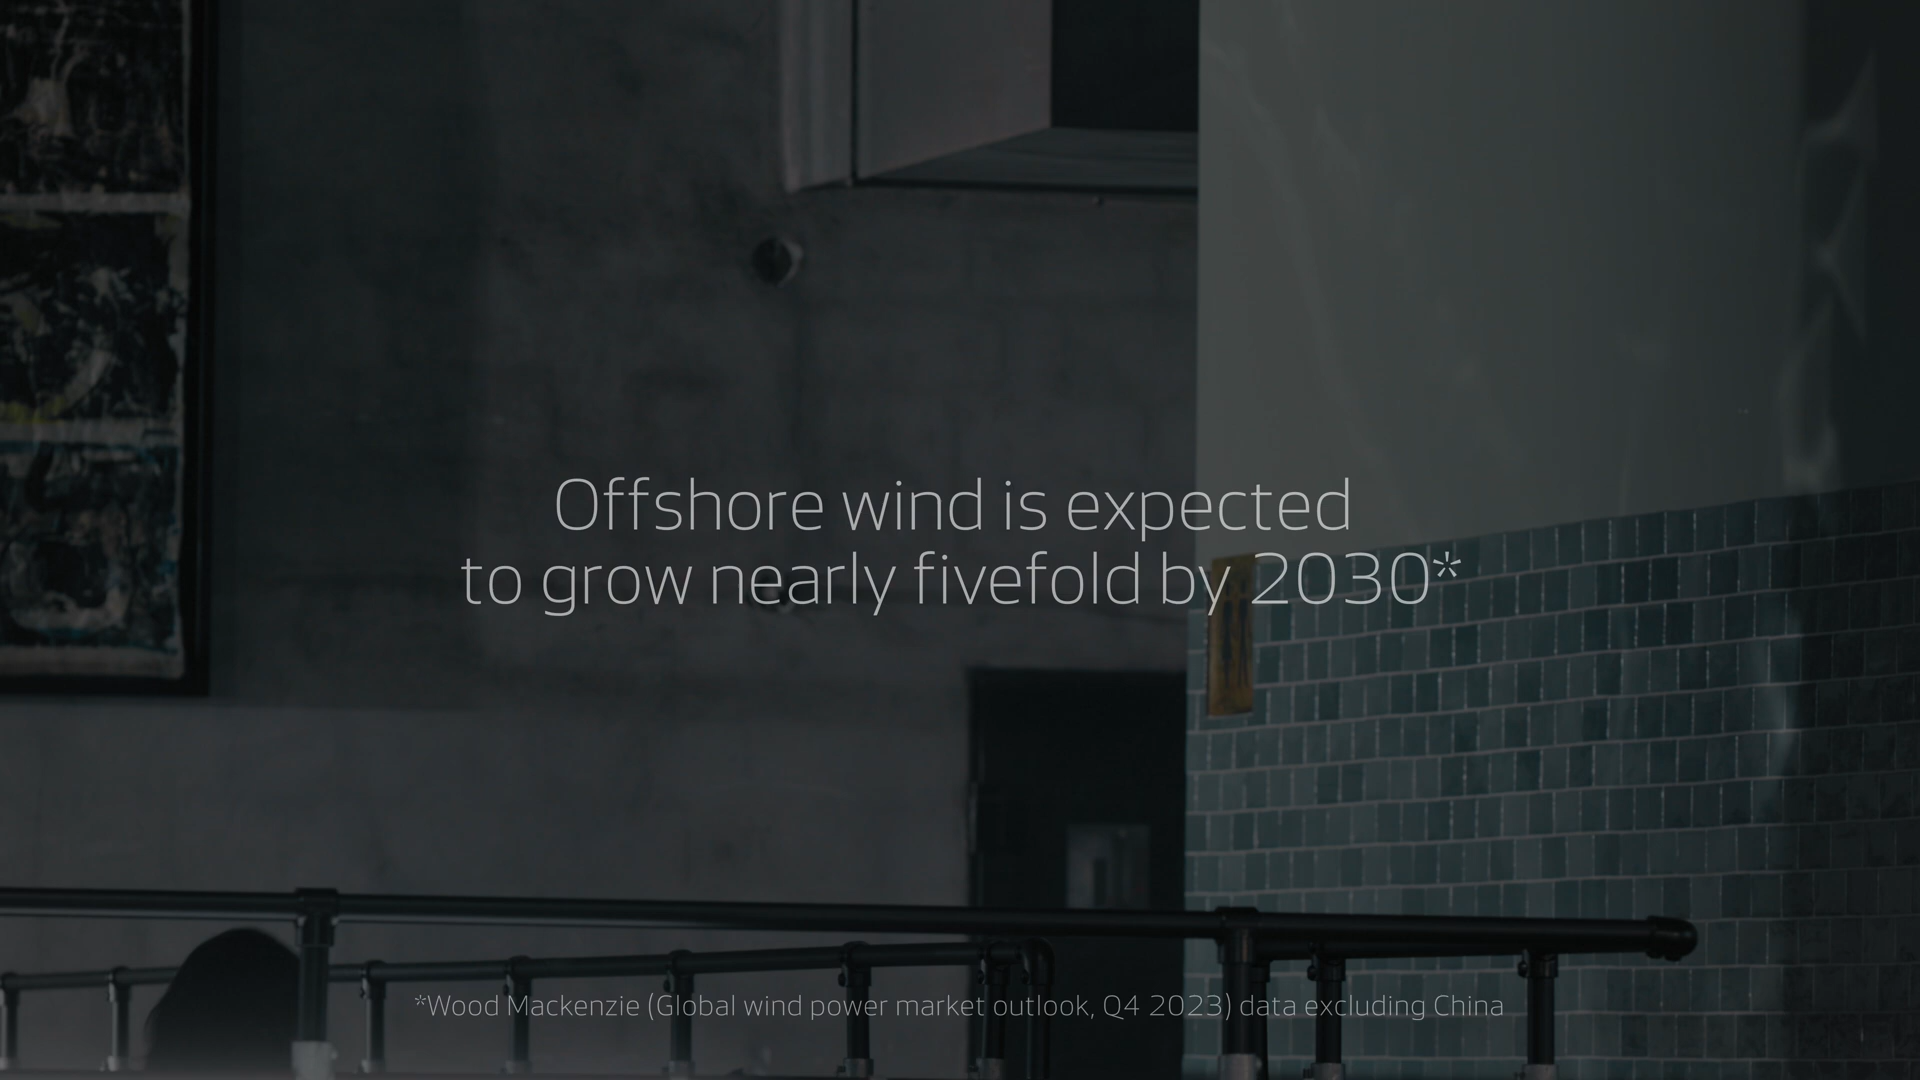 Offshore wind is expected
to grow nearly fivefold by 2030*
*Wood Mackenzie (Global wind power market outlook, Q4 2023) data excluding China